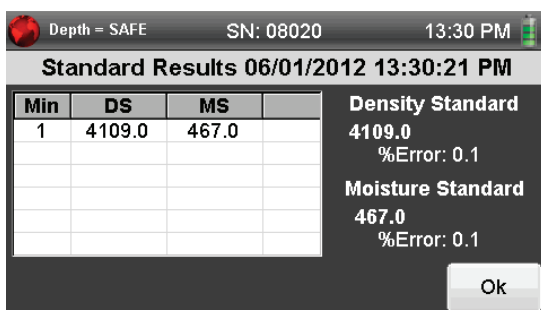 Depth = SAFE SN: 08020 13:30 PM
Standard Results 06/01/2012 13:30:21 PM
Min DS MS
1 4109.0 467.0
Density Standard
4109.0
%Error: 0.1
Moisture Standard
467.0
%Error: 0.1
Ok